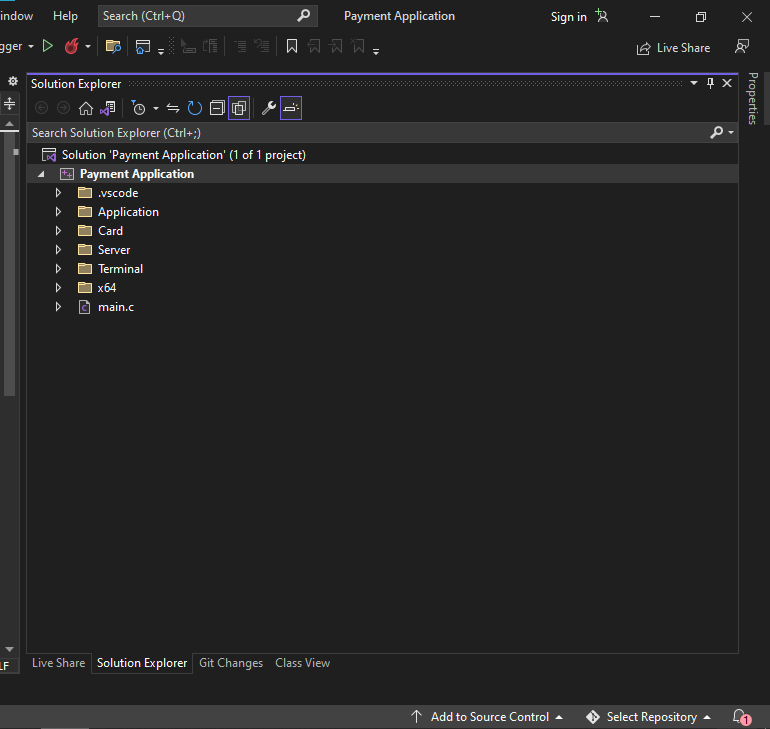 indow Help Search (Ctrl+Q) Payment Application Sign in
gger Live Share
Solution Explorer
Properties
Search Solution Explorer (Ctrl+;)
Solution 'Payment Application' (1 of 1 project)
Payment Application
.vscode
Application
Card
Server
Terminal
x64
main.c
LF
Live Share Solution Explorer Git Changes Class View
Add to Source Control Select Repository 1